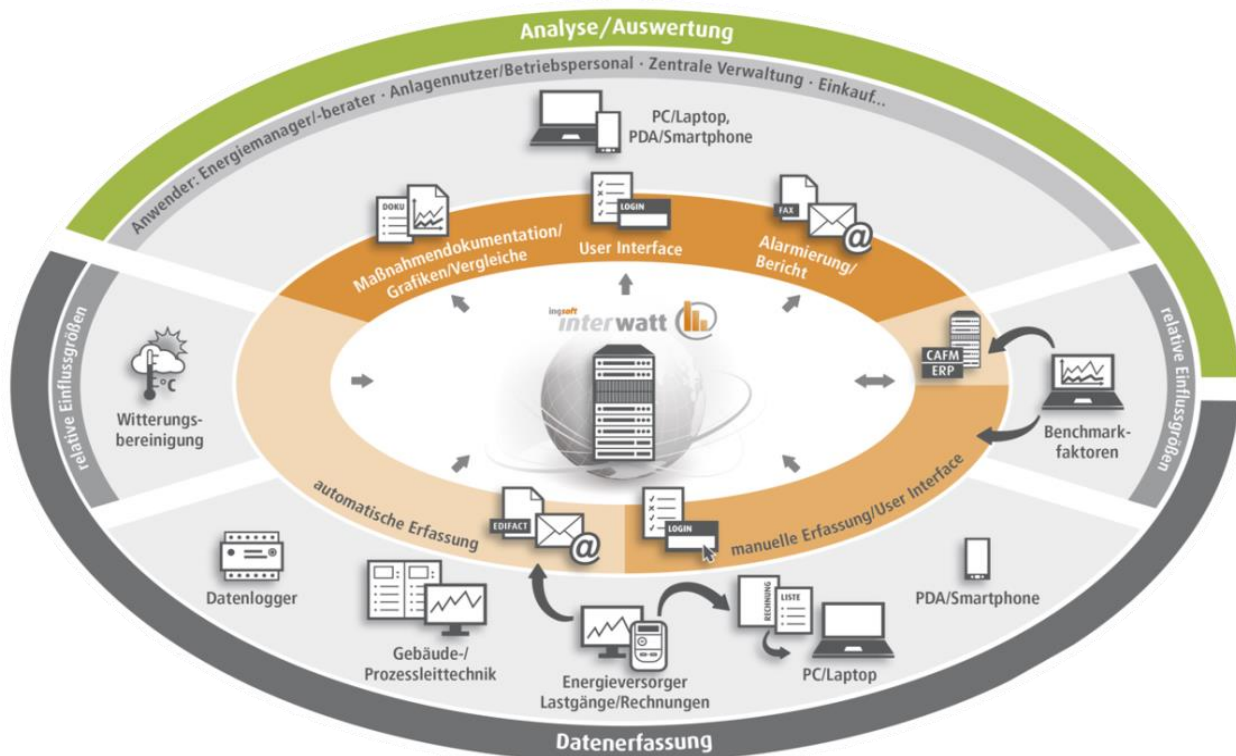 Analyse/Auswertung
Anwender: Energiemanager/-berater · Anlagennutzer/Betriebspersonal · Zentrale Verwaltung · Einkauf...
PC/Laptop,
PDA/Smartphone
DOKU
LOGIN
FAX
@
Maßnahmendokumentation/
Grafiken/Vergleiche
User Interface
Alarmierung/
Bericht
relative Einflussgrößen
°C
Witterungs-
bereinigung
ingsoft
interwatt
CAFM
ERP
Benchmark-
faktoren
relative Einflussgrößen
automatische Erfassung
EDIFACT
@
LOGIN
manuelle Erfassung/User Interface
Datenlogger
Gebäude-/
Prozessleittechnik
Energieversorger
Lastgänge/Rechnungen
RECHNUNG
LISTE
PC/Laptop
PDA/Smartphone
Datenerfassung